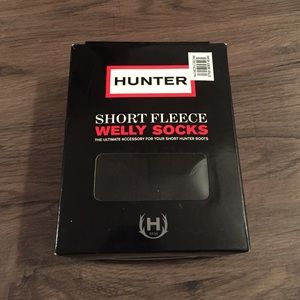 HUNTER
SHORT FLEECE
WELLY SOCKS
THE ULTIMATE ACCESSORY FOR YOUR SHORT HUNTER BOOTS
H